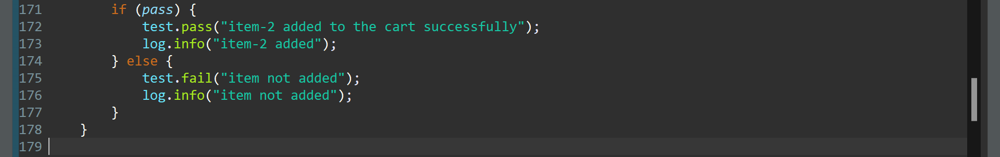 171         if (pass) {
172             test.pass("item-2 added to the cart successfully");
173             log.info("item-2 added");
174         } else {
175             test.fail("item not added");
176             log.info("item not added");
177         }
178     }
179